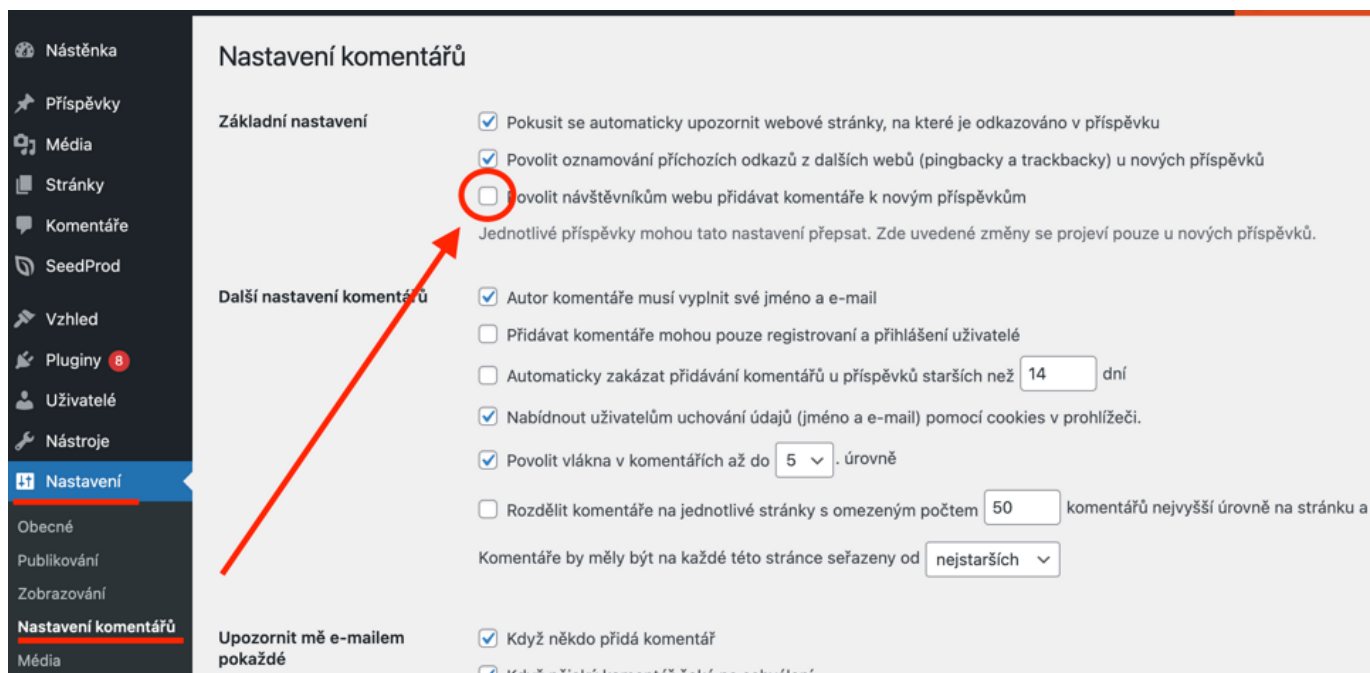 Nástěnka
Příspěvky
Média
Stránky
Komentáře
SeedProd
Vzhled
Pluginy 8
Uživatelé
Nástroje
Nastavení
Obecné
Publikování
Zobrazování
Nastavení komentářů
Média
Nastavení komentářů
Základní nastavení
Pokusit se automaticky upozornit webové stránky, na které je odkazováno v příspěvku
Povolit oznamování příchozích odkazů z dalších webů (pingbacky a trackbacky) u nových příspěvků
Povolit návštěvníkům webu přidávat komentáře k novým příspěvkům
Jednotlivé příspěvky mohou tato nastavení přepsat. Zde uvedené změny se projeví pouze u nových příspěvků.
Další nastavení komentářů
Autor komentáře musí vyplnit své jméno a e-mail
Přidávat komentáře mohou pouze registrovaní a přihlášení uživatelé
Automaticky zakázat přidávání komentářů u příspěvků starších než 14 dní
Nabídnout uživatelům uchování údajů (jméno a e-mail) pomocí cookies v prohlížeči.
Povolit vlákna v komentářích až do 5 . úrovně
Rozdělit komentáře na jednotlivé stránky s omezeným počtem 50 komentářů nejvyšší úrovně na stránku a
Komentáře by měly být na každé této stránce seřazeny od nejstarších
Upozornit mě e-mailem
pokaždé
Když někdo přidá komentář